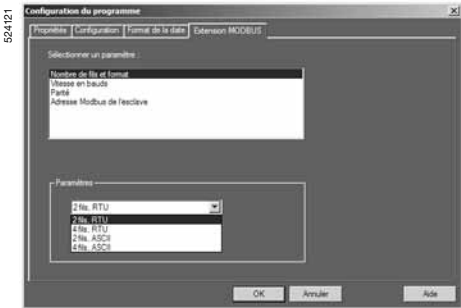 524121
Configuration du programme
Propriétés Configuration Format de la date Extension MODBUS
Sélectionner un paramètre :
Nombre de fils et format
Vitesse en bauds
Parité
Adresse Modbus de l'esclave
Paramètres
2 fils, RTU
2 fils, RTU
4 fils, RTU
2 fils, ASCII
4 fils, ASCII
OK Annuler Aide